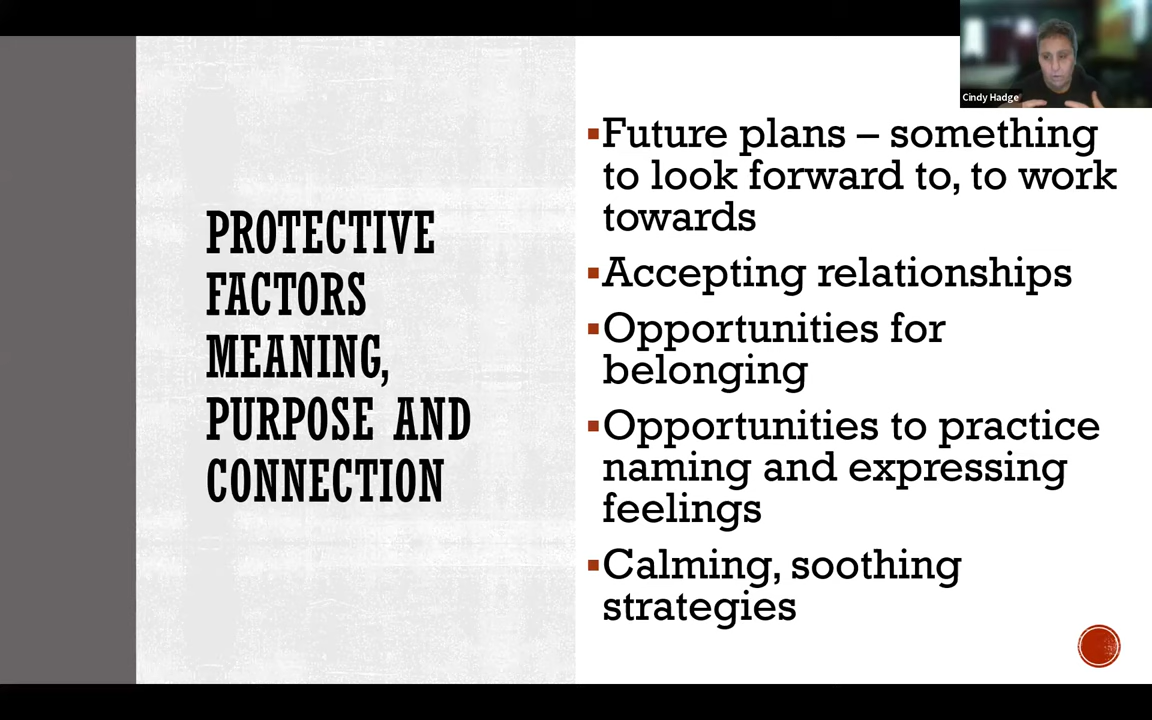 Cindy Hadge
PROTECTIVE
FACTORS
MEANING,
PURPOSE AND
CONNECTION
▪Future plans – something
to look forward to, to work
towards
▪Accepting relationships
▪Opportunities for
belonging
▪Opportunities to practice
naming and expressing
feelings
▪Calming, soothing
strategies